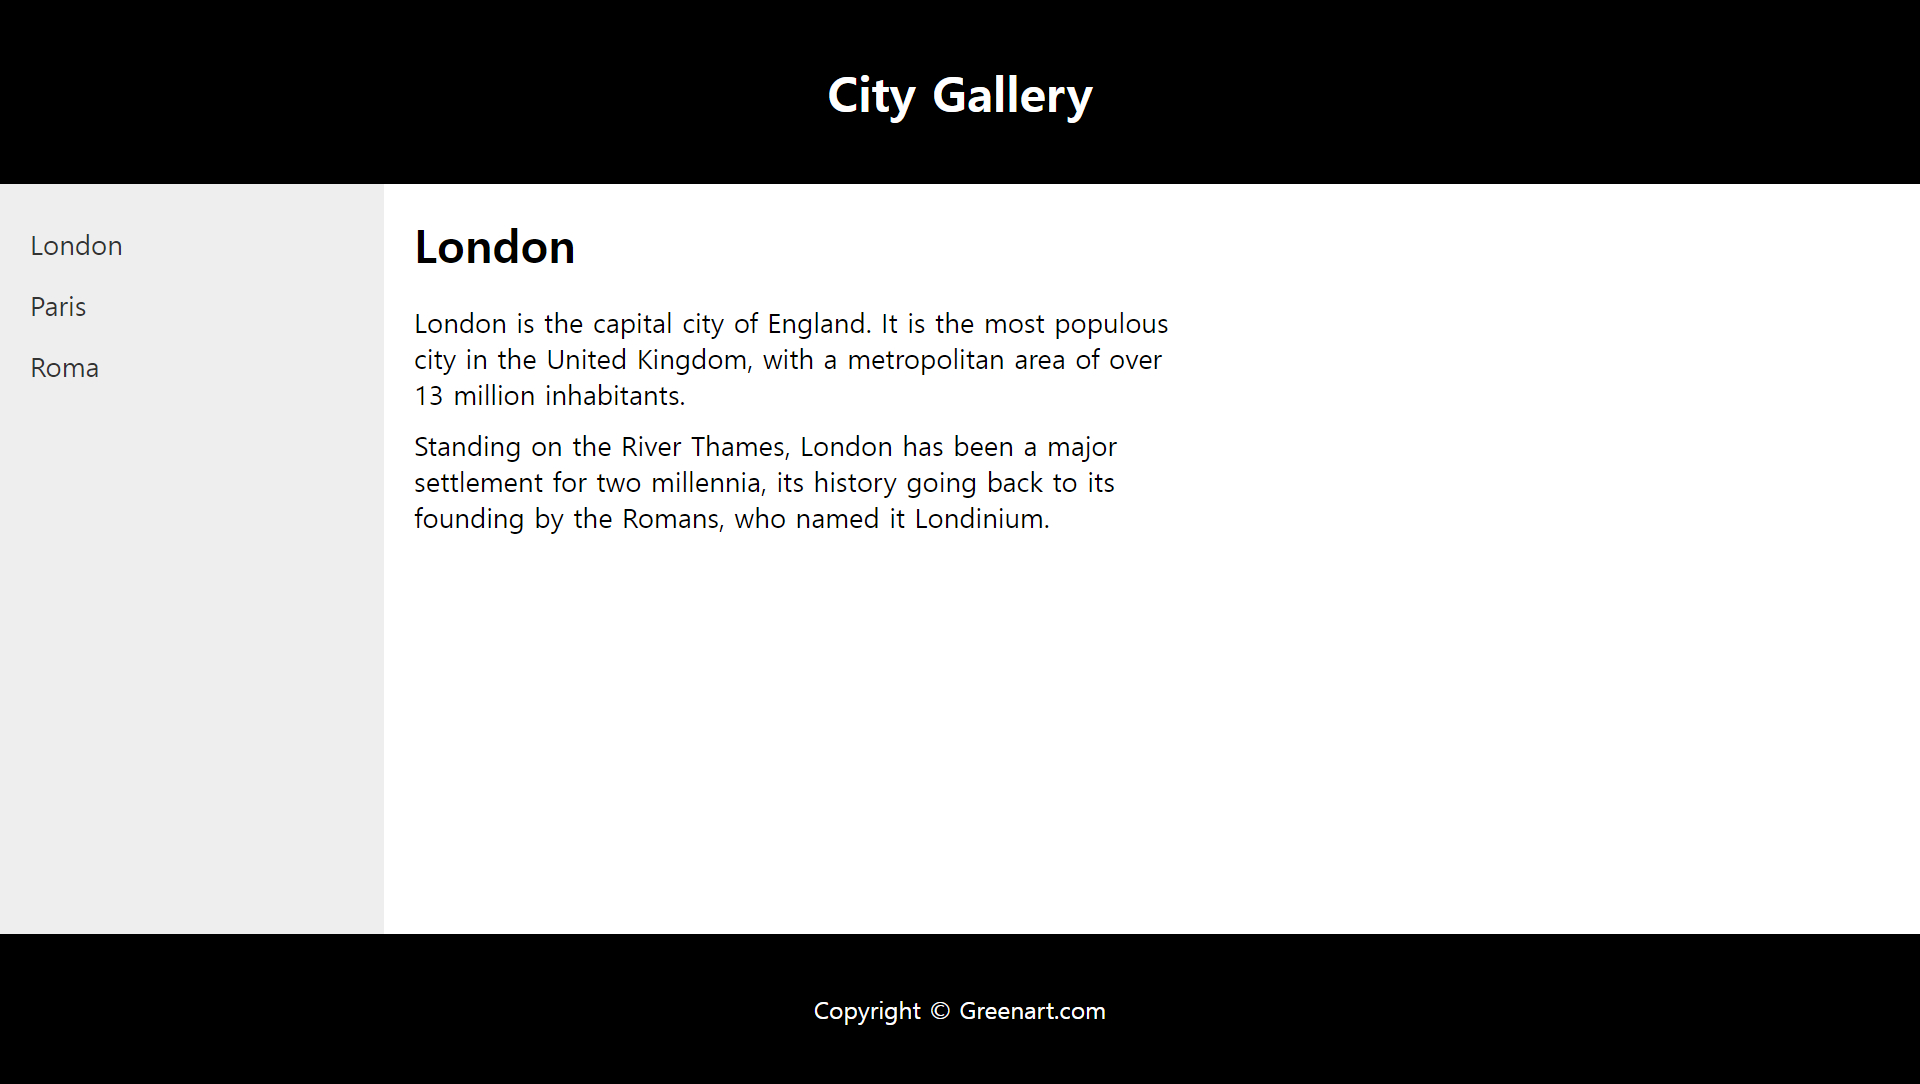 City Gallery
London
Paris
Roma
London
London is the capital city of England. It is the most populous
city in the United Kingdom, with a metropolitan area of over
13 million inhabitants.
Standing on the River Thames, London has been a major
settlement for two millennia, its history going back to its
founding by the Romans, who named it Londinium.
Copyright © Greenart.com